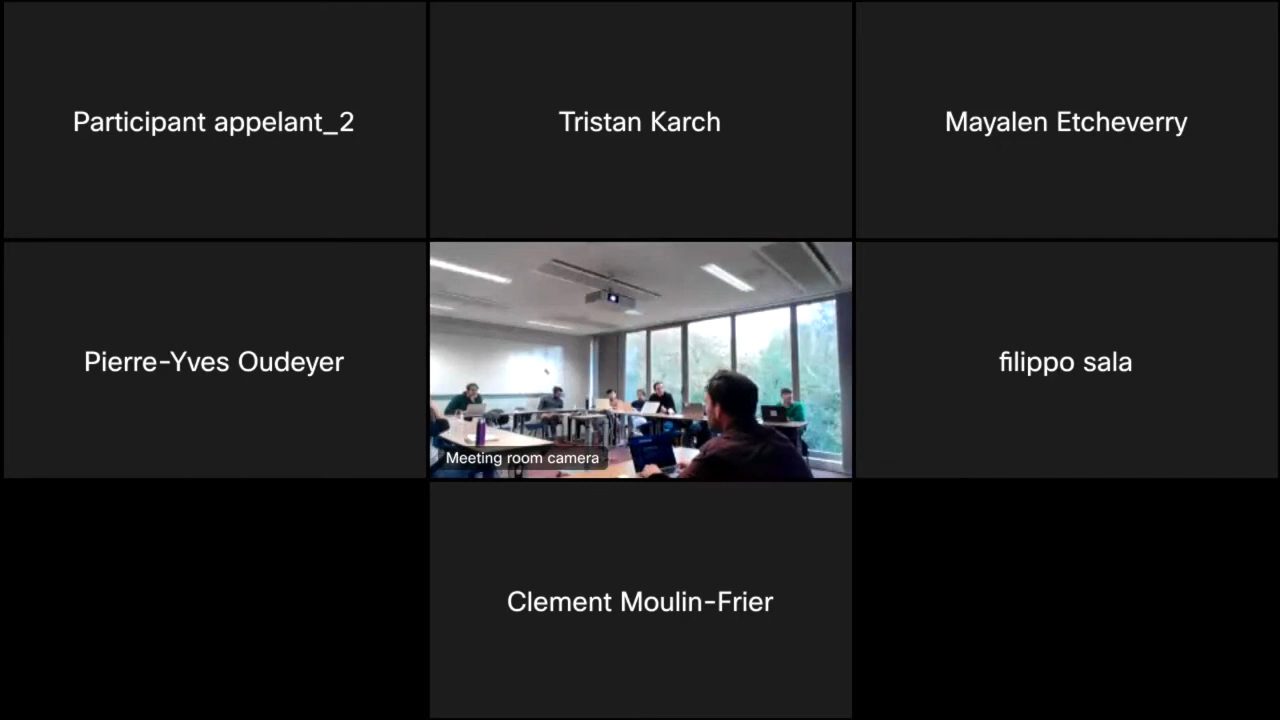 Participant appelant_2
Tristan Karch
Mayalen Etcheverry
Pierre-Yves Oudeyer
Meeting room camera
filippo sala
Clement Moulin-Frier